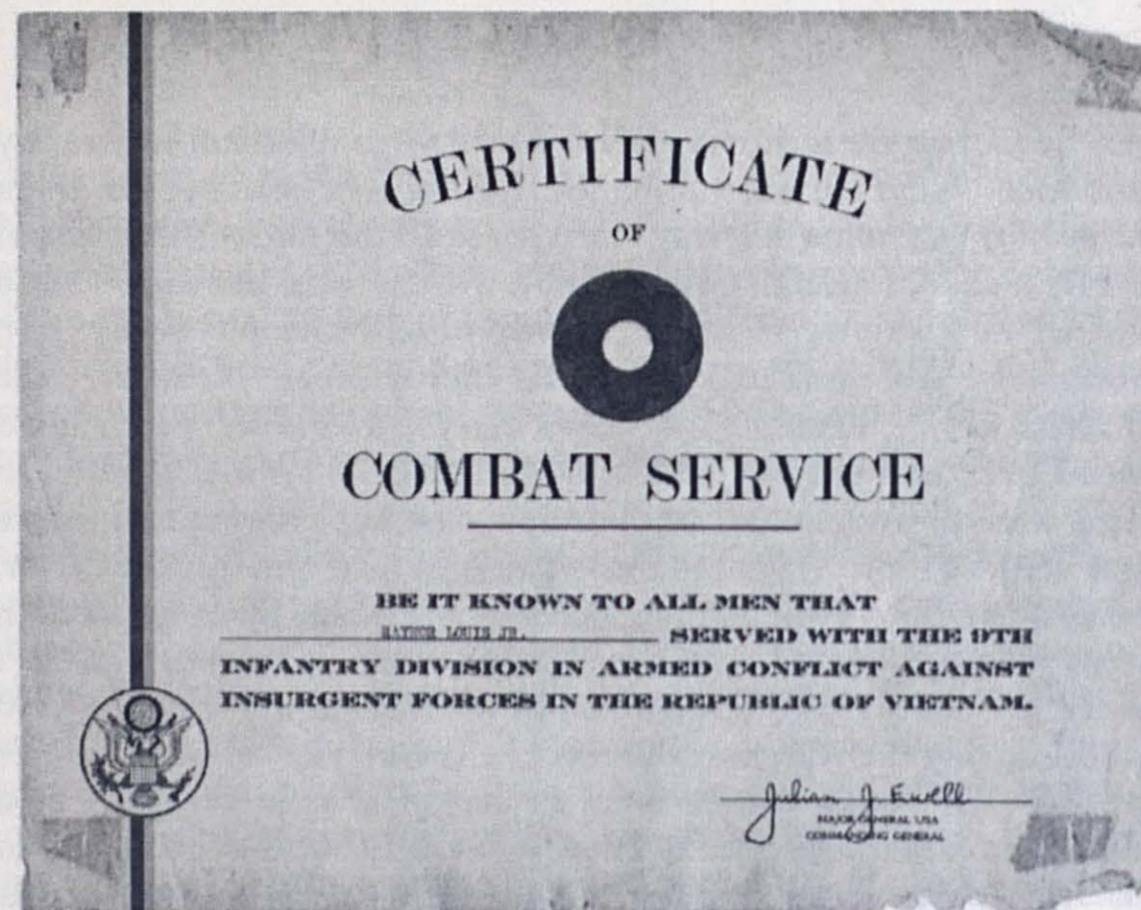 CERTIFICATE
OF
COMBAT SERVICE
BE IT KNOWN TO ALL MEN THAT
LOUIS JR. SERVED WITH THE 9TH
INFANTRY DIVISION IN ARMED CONFLICT AGAINST
INSURGENT FORCES IN THE REPUBLIC OF VIETNAM.
Julian J. Ewell
MAJOR GENERAL USA
COMMANDING GENERAL